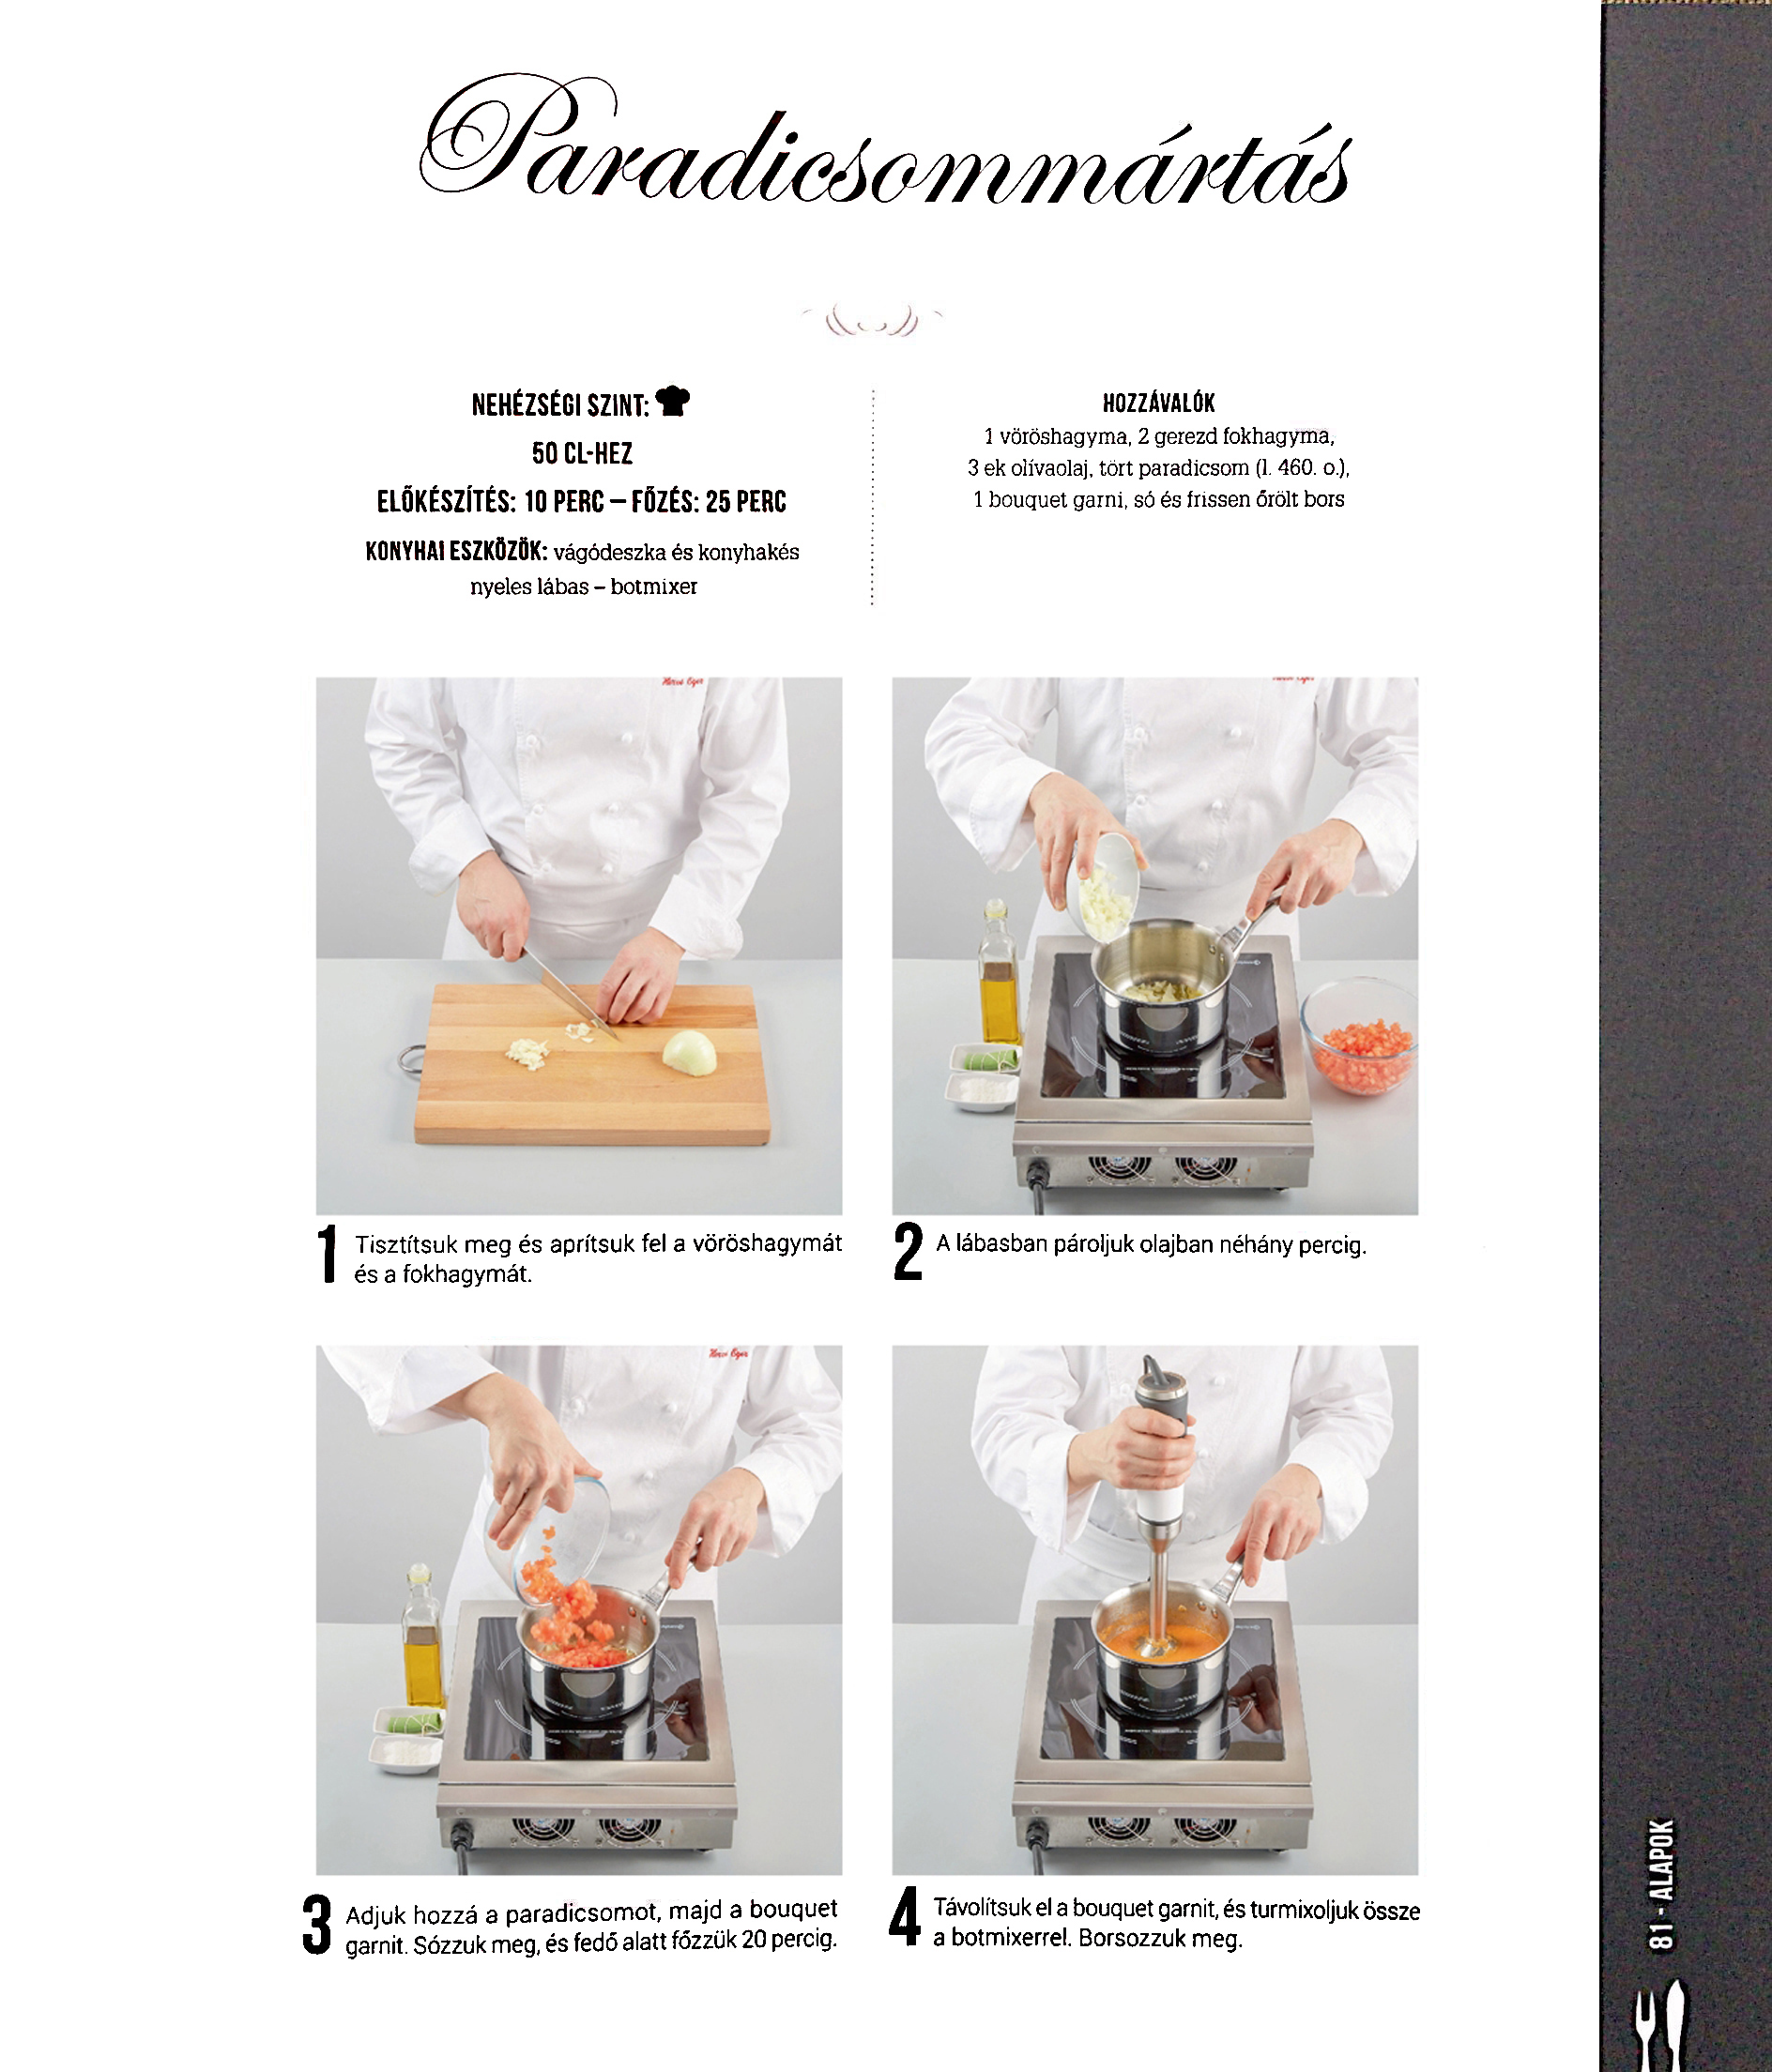 Paradicsommártás
NEHÉZSÉGI SZINT:
50 CL-HEZ
ELŐKÉSZÍTÉS: 10 PERC – FŐZÉS: 25 PERC
KONYHAI ESZKÖZÖK: vágódeszka és konyhakés
nyeles lábas – botmixer
HOZZÁVALÓK
1 vöröshagyma, 2 gerezd fokhagyma,
3 ek olívaolaj, tört paradicsom (l. 460. o.),
1 bouquet garni, só és frissen őrölt bors
1 Tisztítsuk meg és aprítsuk fel a vöröshagymát
és a fokhagymát.
2 A lábasban pároljuk olajban néhány percig.
3 Adjuk hozzá a paradicsomot, majd a bouquet
garnit. Sózzuk meg, és fedő alatt főzzük 20 percig.
4 Távolítsuk el a bouquet garnit, és turmixoljuk össze
a botmixerrel. Borsozzuk meg.
81 - ALAPOK